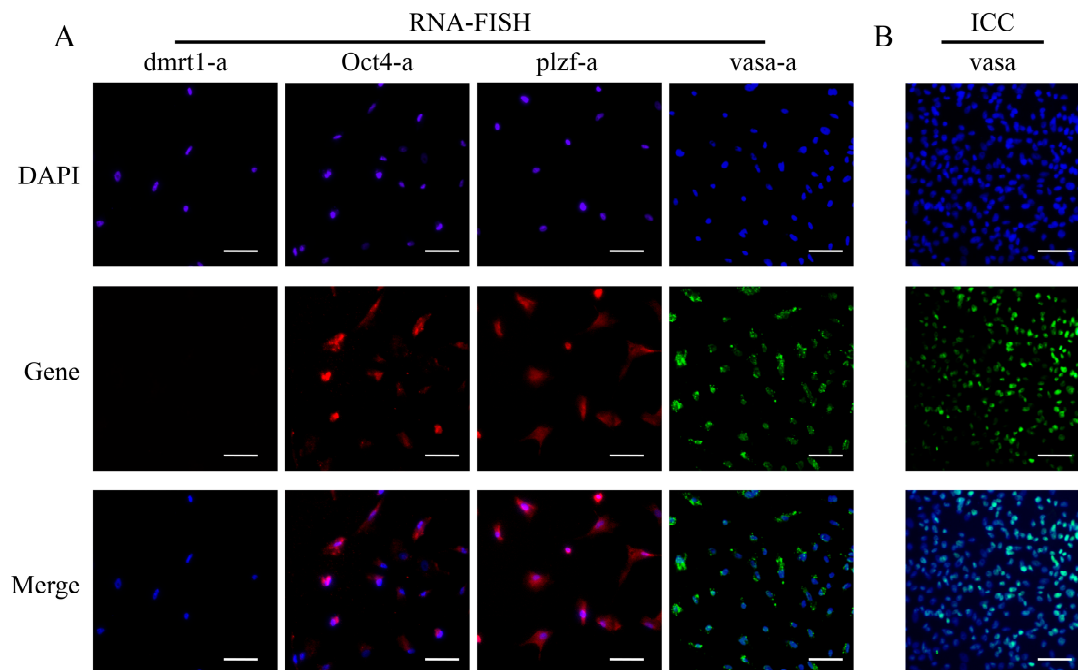 A RNA-FISH B ICC
dmrt1-a Oct4-a plzf-a vasa-a vasa
DAPI
Gene
Merge